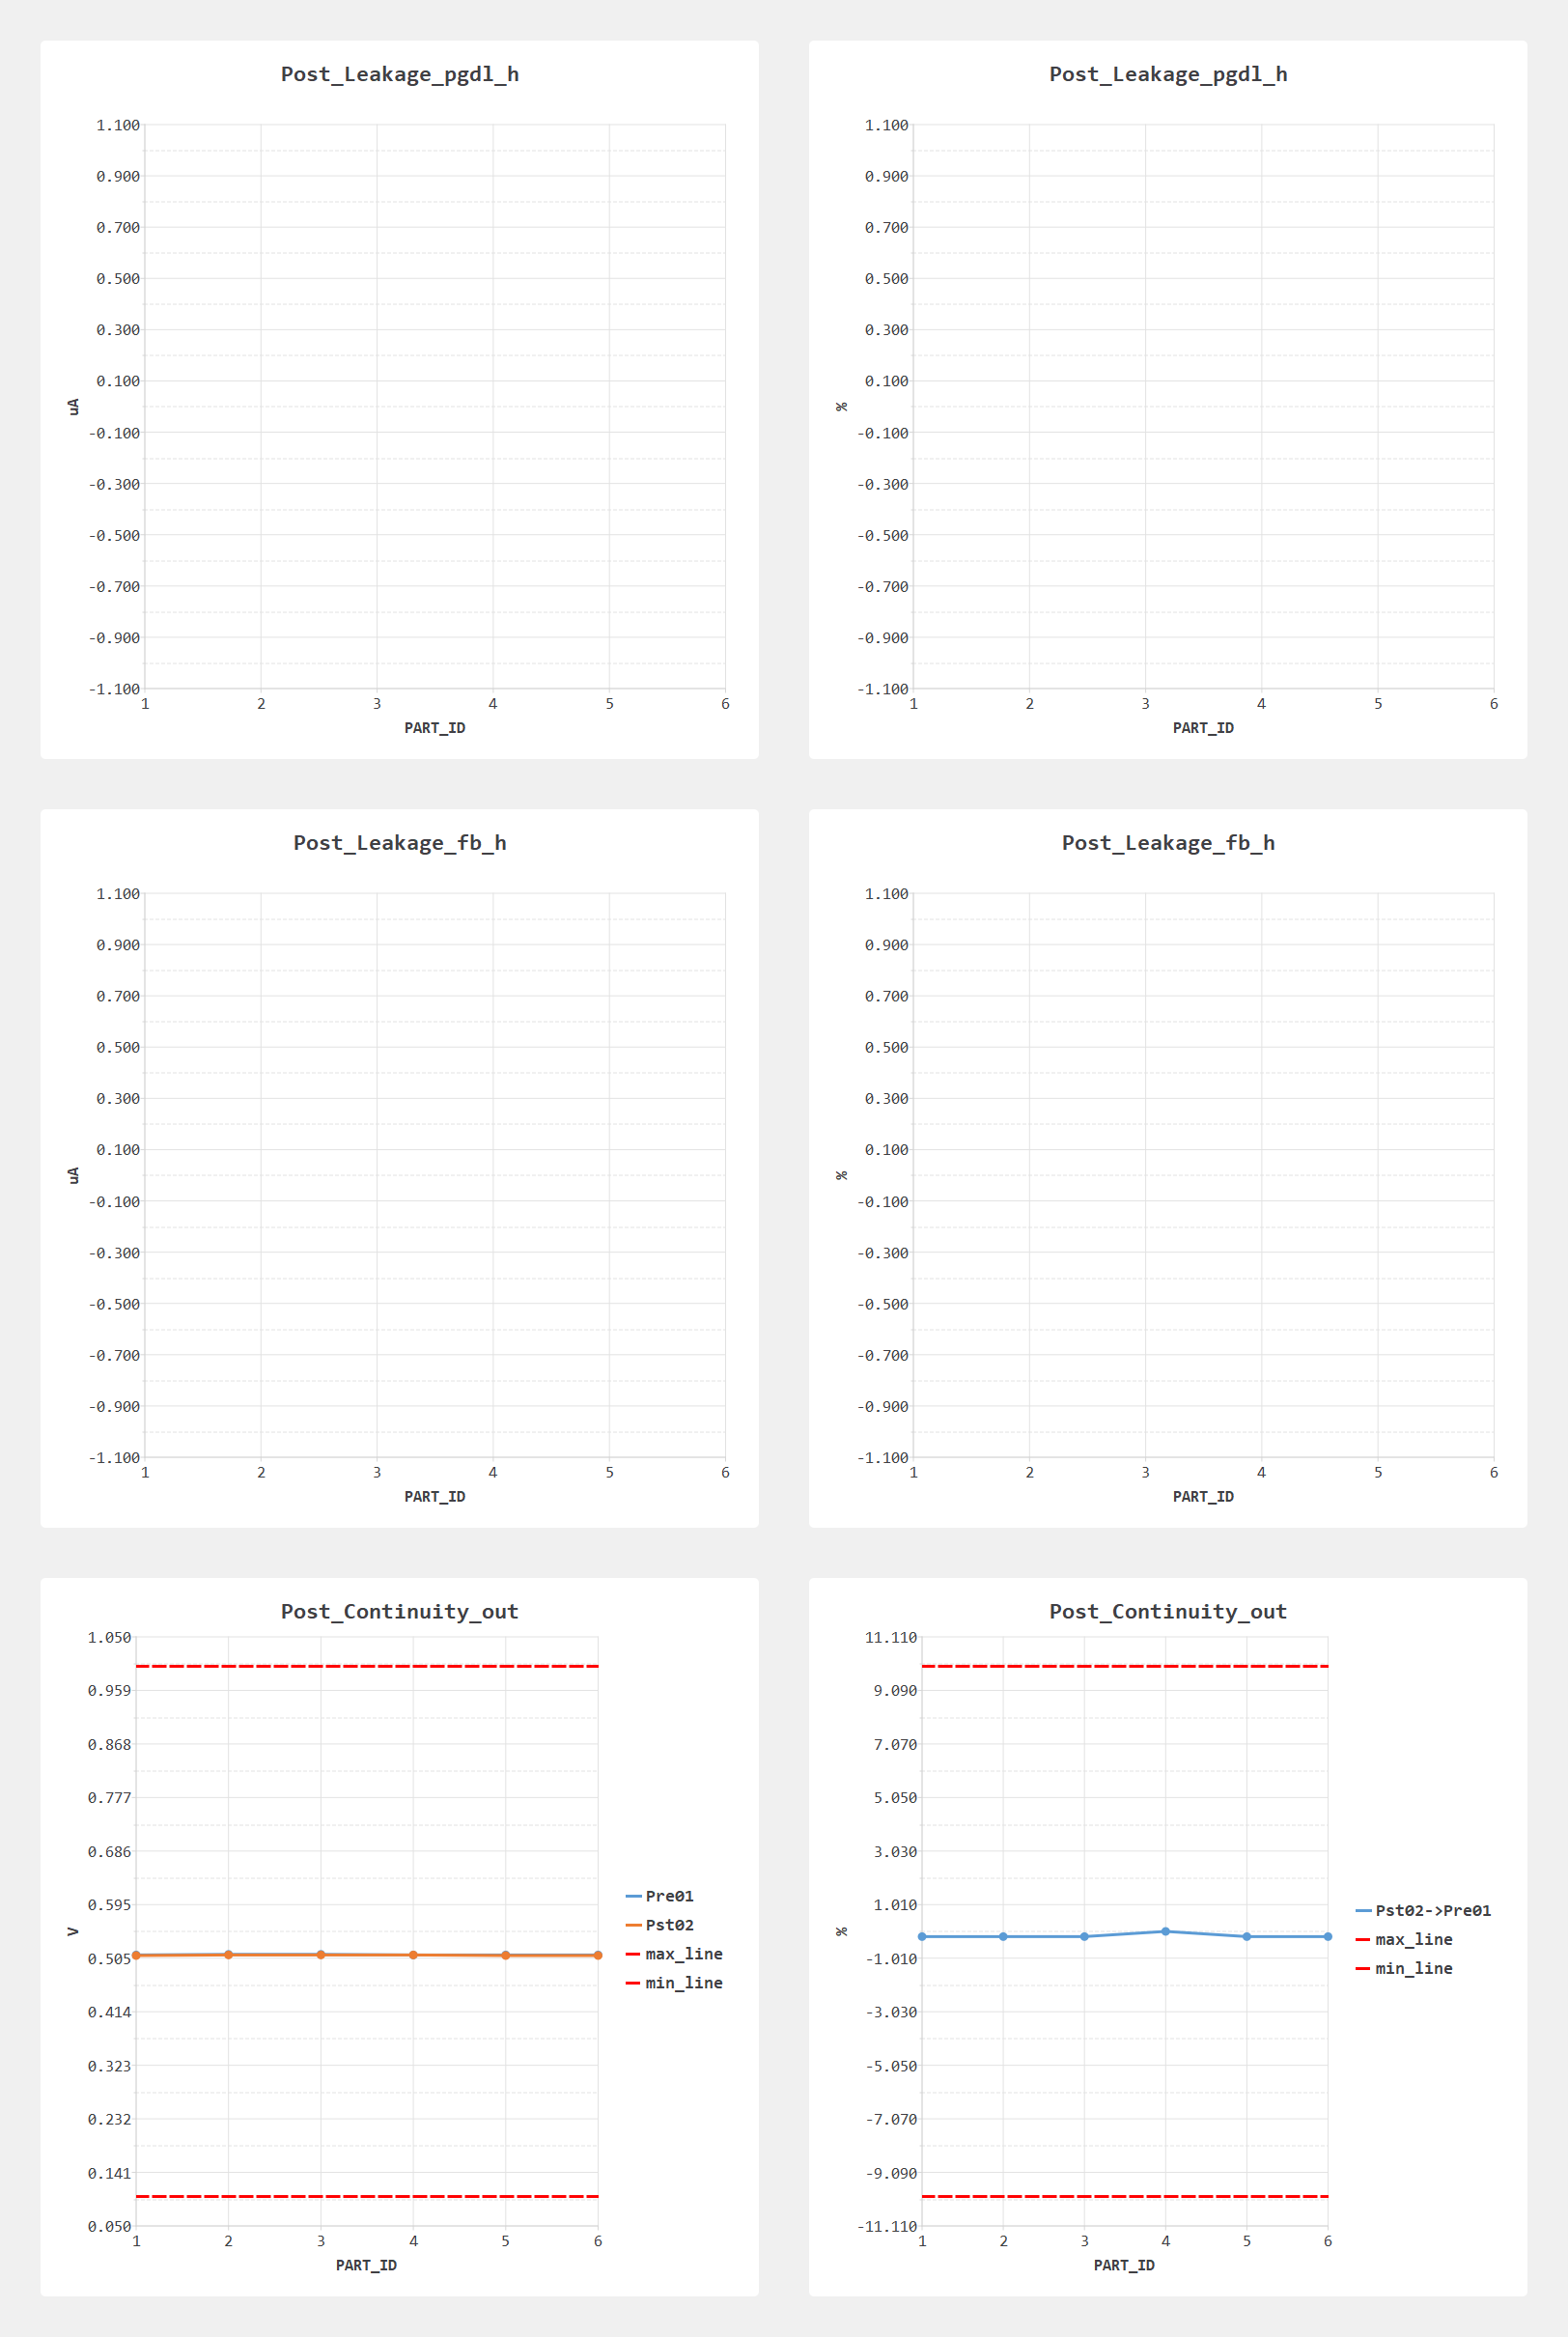 Post_Leakage_pgdl_h
1.100
0.900
0.700
0.500
0.300
0.100
-0.100
-0.300
-0.500
-0.700
-0.900
-1.100
uA
1 2 3 4 5 6
PART_ID
Post_Leakage_pgdl_h
1.100
0.900
0.700
0.500
0.300
0.100
-0.100
-0.300
-0.500
-0.700
-0.900
-1.100
%
1 2 3 4 5 6
PART_ID
Post_Leakage_fb_h
1.100
0.900
0.700
0.500
0.300
0.100
-0.100
-0.300
-0.500
-0.700
-0.900
-1.100
uA
1 2 3 4 5 6
PART_ID
Post_Leakage_fb_h
1.100
0.900
0.700
0.500
0.300
0.100
-0.100
-0.300
-0.500
-0.700
-0.900
-1.100
%
1 2 3 4 5 6
PART_ID
Post_Continuity_out
1.050
0.959
0.868
0.777
0.686
0.595
0.505
0.414
0.323
0.232
0.141
0.050
V
1 2 3 4 5 6
PART_ID
Pre01
Pst02
max_line
min_line
Post_Continuity_out
11.110
9.090
7.070
5.050
3.030
1.010
-1.010
-3.030
-5.050
-7.070
-9.090
-11.110
%
1 2 3 4 5 6
PART_ID
Pst02->Pre01
max_line
min_line